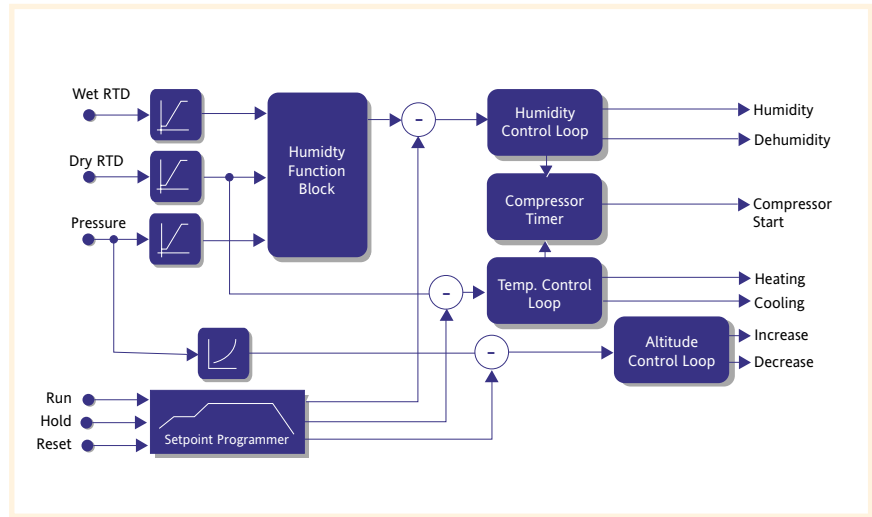 Wet RTD
Dry RTD
Pressure
Humidty
Function
Block
-
Humidity
Control Loop
Humidity
Dehumidity
Compressor
Timer
Compressor
Start
-
Temp. Control
Loop
Heating
Cooling
-
Altitude
Control Loop
Increase
Decrease
Run
Hold
Reset
Setpoint Programmer